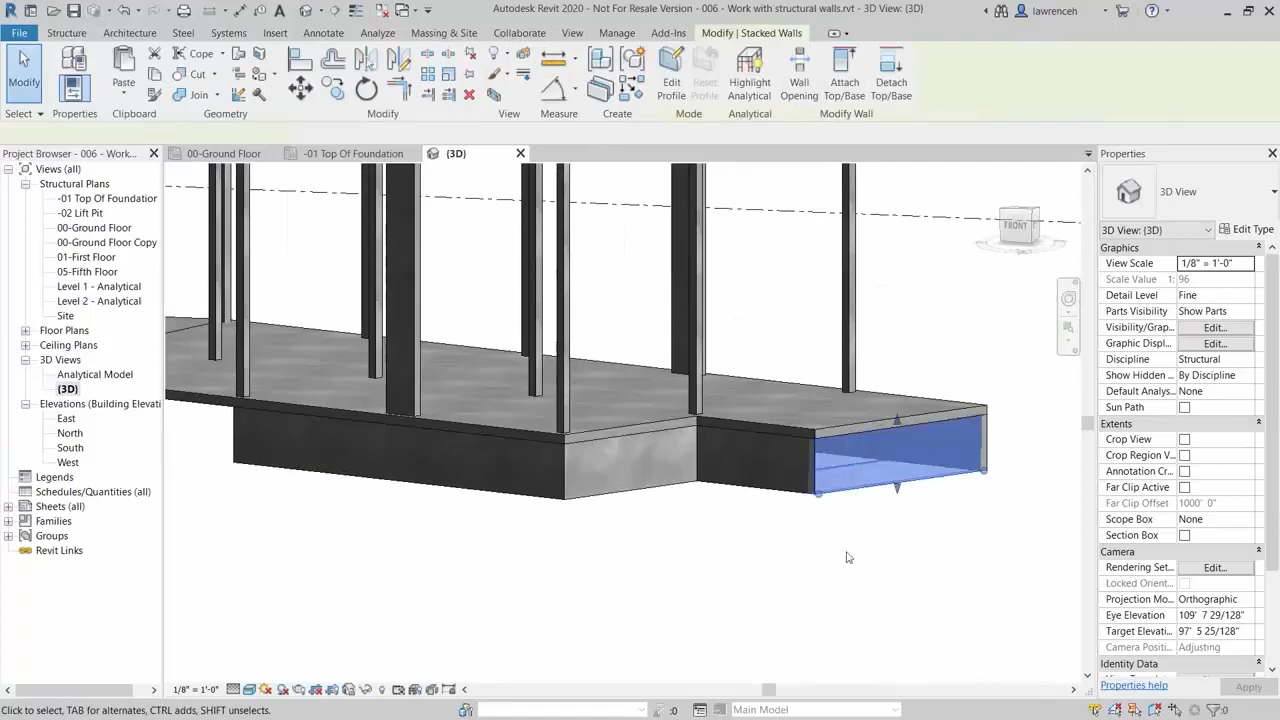 Autodesk Revit 2020 - Not For Resale Version - 006 - Work with structural walls.rvt - 3D View: {3D}
lawrenceh
File Structure Architecture Steel Systems Insert Annotate Analyze Massing & Site Collaborate View Manage Add-Ins Modify | Stacked Walls
Modify
Paste
Cope
Cut
Join
Edit Profile
Reset Profile
Highlight Analytical
Wall Opening
Attach Top/Base
Detach Top/Base
Select Properties Clipboard Geometry Modify View Measure Create Mode Analytical Modify Wall
Project Browser - 006 - Work...
00-Ground Floor
-01 Top Of Foundation
{3D}
Properties
Views (all)
Structural Plans
-01 Top Of Foundatior
-02 Lift Pit
00-Ground Floor
00-Ground Floor Copy
01-First Floor
05-Fifth Floor
Level 1 - Analytical
Level 2 - Analytical
Site
Floor Plans
Ceiling Plans
3D Views
Analytical Model
{3D}
Elevations (Building Elevati
East
North
South
West
Legends
Schedules/Quantities (all)
Sheets (all)
Families
Groups
Revit Links
FRONT
3D View
3D View: {3D}
Edit Type
Graphics
View Scale 1/8" = 1'-0"
Scale Value 1: 96
Detail Level Fine
Parts Visibility Show Parts
Visibility/Grap... Edit...
Graphic Displ... Edit...
Discipline Structural
Show Hidden ... By Discipline
Default Analys... None
Sun Path
Extents
Crop View
Crop Region V...
Annotation Cr...
Far Clip Active
Far Clip Offset 1000' 0"
Scope Box None
Section Box
Camera
Rendering Set... Edit...
Locked Orient...
Projection Mo... Orthographic
Eye Elevation 109' 7 29/128"
Target Elevati... 97' 5 25/128"
Camera Positi... Adjusting
Identity Data
Properties help
Apply
1/8" = 1'-0"
Click to select, TAB for alternates, CTRL adds, SHIFT unselects.
:0
Main Model
:0